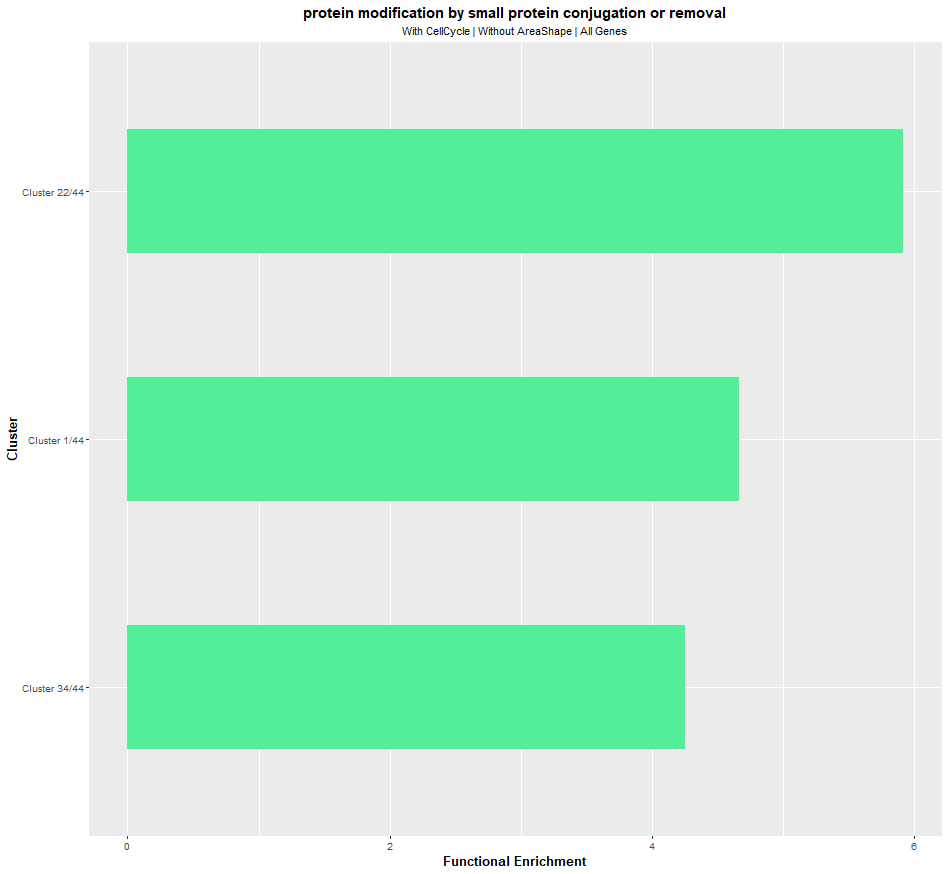 protein modification by small protein conjugation or removal
With CellCycle | Without AreaShape | All Genes
Cluster
Cluster 22/44
Cluster 1/44
Cluster 34/44
0 2 4 6
Functional Enrichment